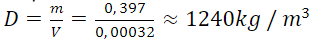 D = m/V = 0,397/0,00032 ≈ 1240kg / m³